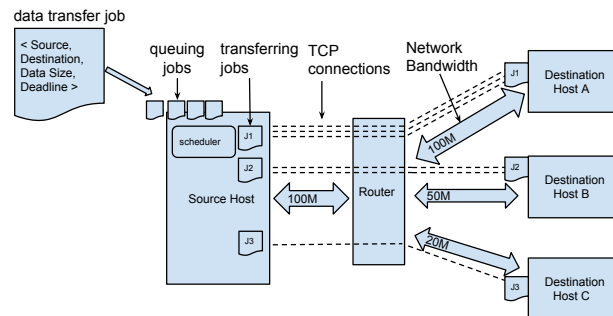 data transfer job
< Source,
Destination,
Data Size,
Deadline >
queuing
jobs
transferring
jobs
TCP
connections
Network
Bandwidth
scheduler
J1
J2
J3
Source Host
100M
Router
100M
50M
20M
J1
Destination
Host A
J2
Destination
Host B
J3
Destination
Host C